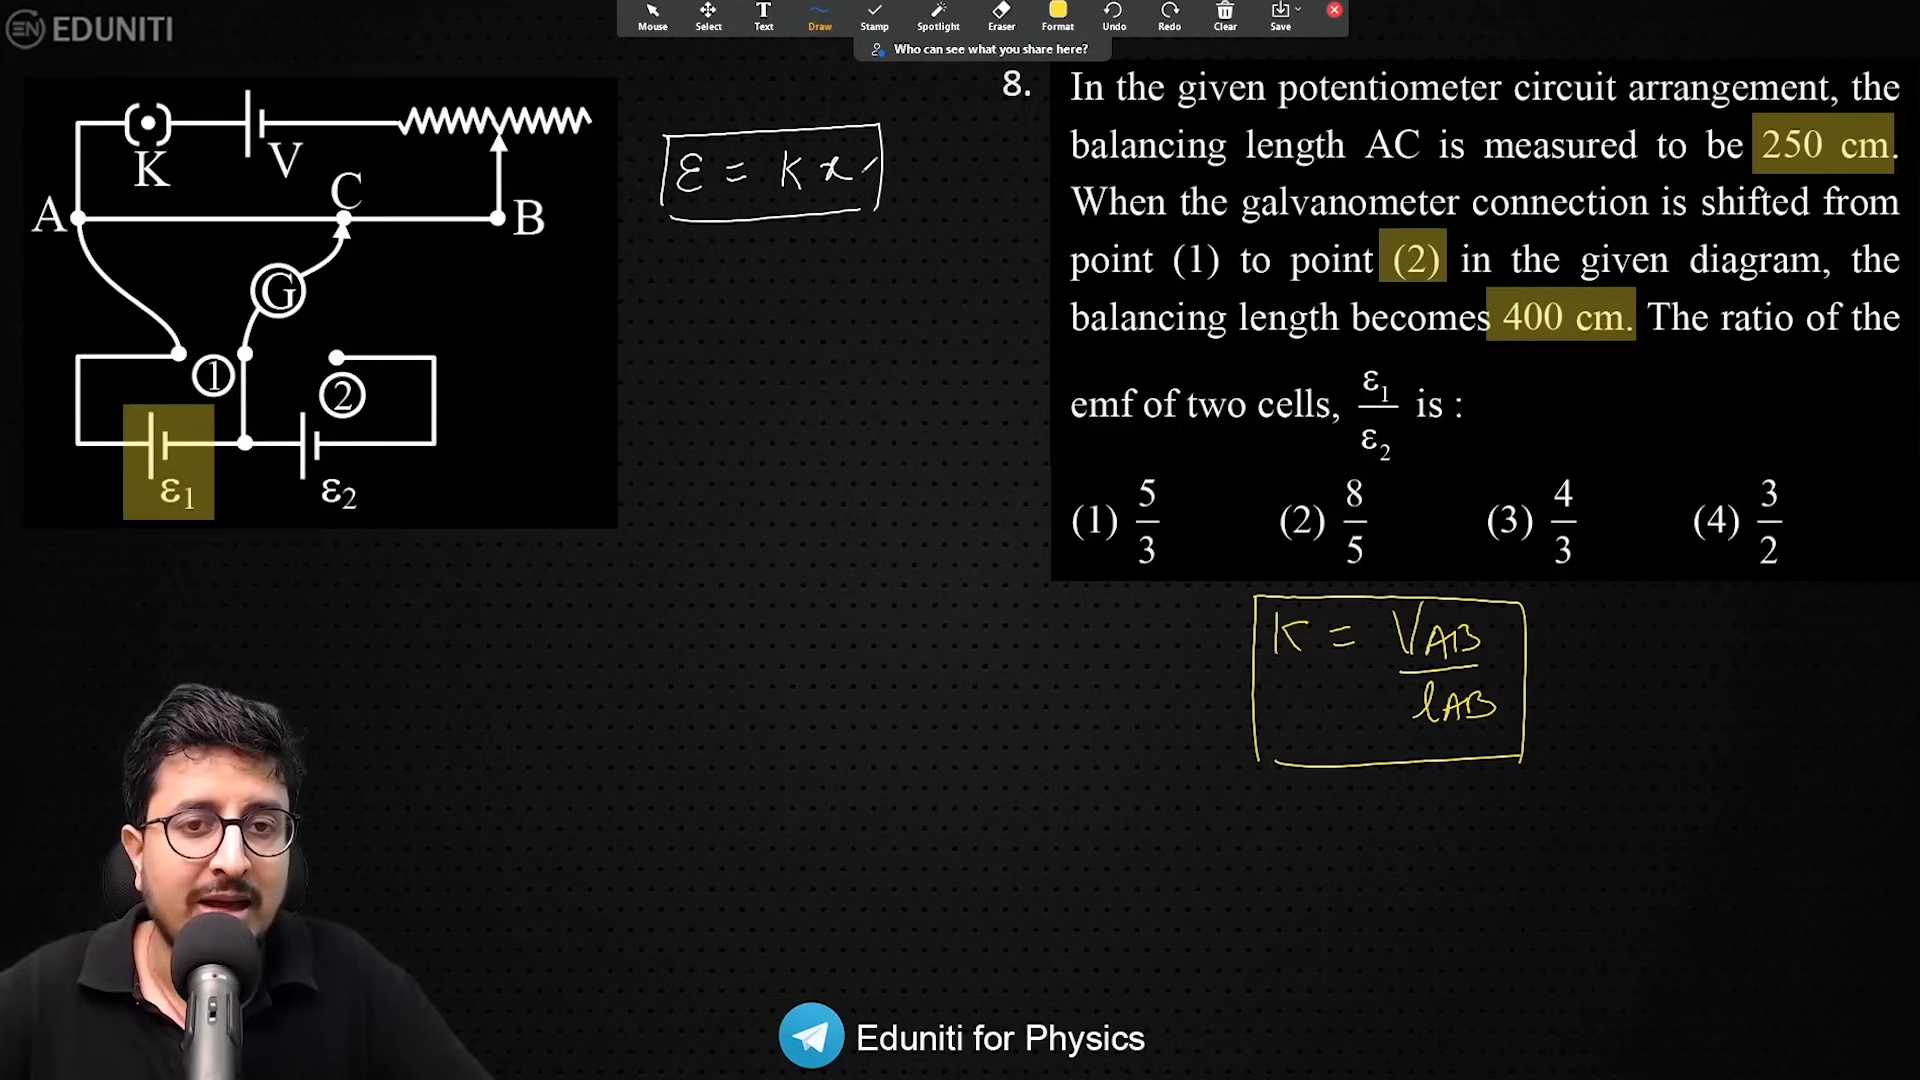 EN EDUNITI
Mouse Select Text Draw Stamp Spotlight Eraser Format Undo Redo Clear Save
Who can see what you share here?
K V
A C B
G
① ②
ε1 ε2
ε = K x
8. In the given potentiometer circuit arrangement, the
balancing length AC is measured to be 250 cm.
When the galvanometer connection is shifted from
point (1) to point (2) in the given diagram, the
balancing length becomes 400 cm. The ratio of the
emf of two cells, ε1/ε2 is :
(1) 5/3 (2) 8/5 (3) 4/3 (4) 3/2
K = VAB/lAB
Eduniti for Physics